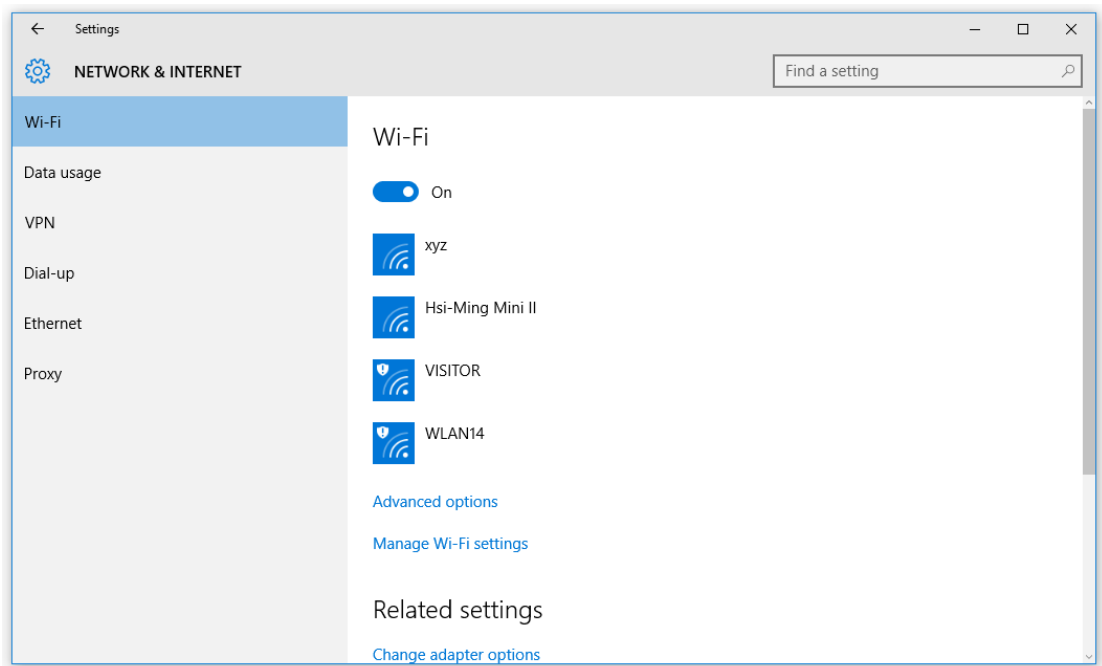 Settings
NETWORK & INTERNET
Find a setting
Wi-Fi
Data usage
VPN
Dial-up
Ethernet
Proxy
Wi-Fi
On
xyz
Hsi-Ming Mini II
VISITOR
WLAN14
Advanced options
Manage Wi-Fi settings
Related settings
Change adapter options